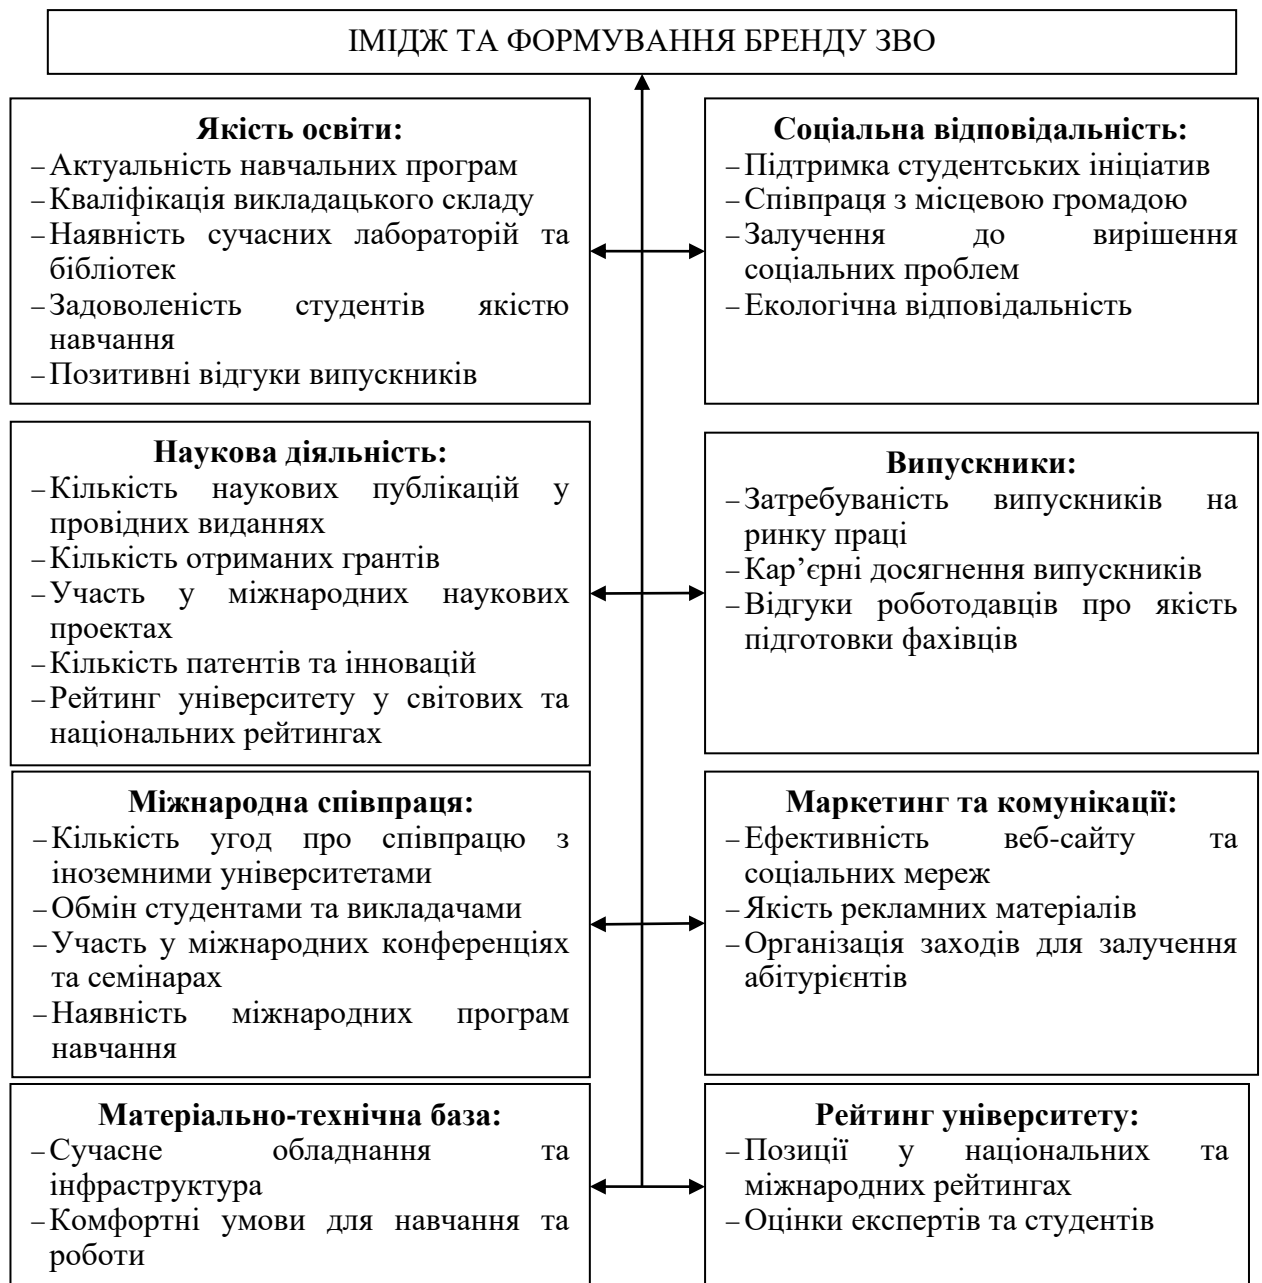 ІМІДЖ ТА ФОРМУВАННЯ БРЕНДУ ЗВО
Якість освіти:
– Актуальність навчальних програм
– Кваліфікація викладацького складу
– Наявність сучасних лабораторій та
бібліотек
– Задоволеність студентів якістю
навчання
– Позитивні відгуки випускників
Соціальна відповідальність:
– Підтримка студентських ініціатив
– Співпраця з місцевою громадою
– Залучення до вирішення
соціальних проблем
– Екологічна відповідальність
Наукова діяльність:
– Кількість наукових публікацій у
провідних виданнях
– Кількість отриманих грантів
– Участь у міжнародних наукових
проектах
– Кількість патентів та інновацій
– Рейтинг університету у світових та
національних рейтингах
Випускники:
– Затребуваність випускників на
ринку праці
– Кар’єрні досягнення випускників
– Відгуки роботодавців про якість
підготовки фахівців
Міжнародна співпраця:
– Кількість угод про співпрацю з
іноземними університетами
– Обмін студентами та викладачами
– Участь у міжнародних конференціях
та семінарах
– Наявність міжнародних програм
навчання
Маркетинг та комунікації:
– Ефективність веб-сайту та
соціальних мереж
– Якість рекламних матеріалів
– Організація заходів для залучення
абітурієнтів
Матеріально-технічна база:
– Сучасне обладнання та
інфраструктура
– Комфортні умови для навчання та
роботи
Рейтинг університету:
– Позиції у національних та
міжнародних рейтингах
– Оцінки експертів та студентів